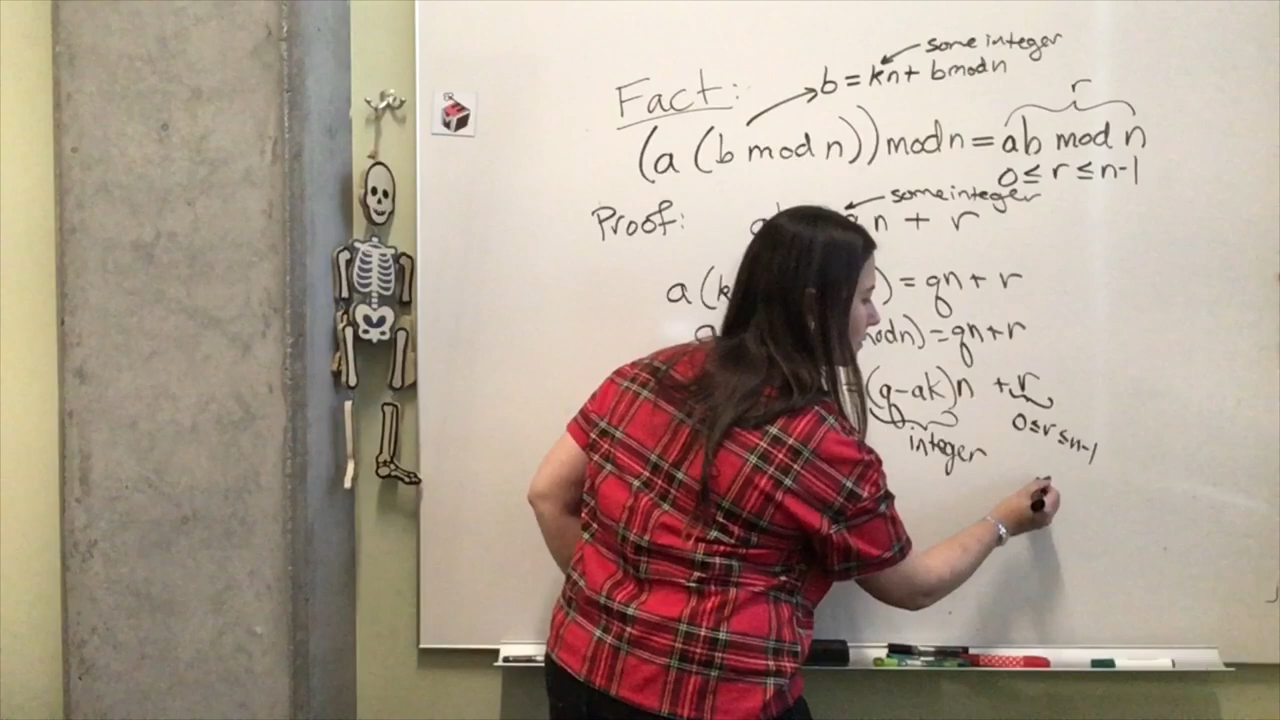 some integer
Fact: b = kn + b mod n
r
(a (b mod n)) mod n = ab mod n
0 ≤ r ≤ n-1
some integer
Proof: n + r
a(k ) = qn + r
mod n) = qn + r
= (q-ak)n + r
0 ≤ r ≤ n-1
integer